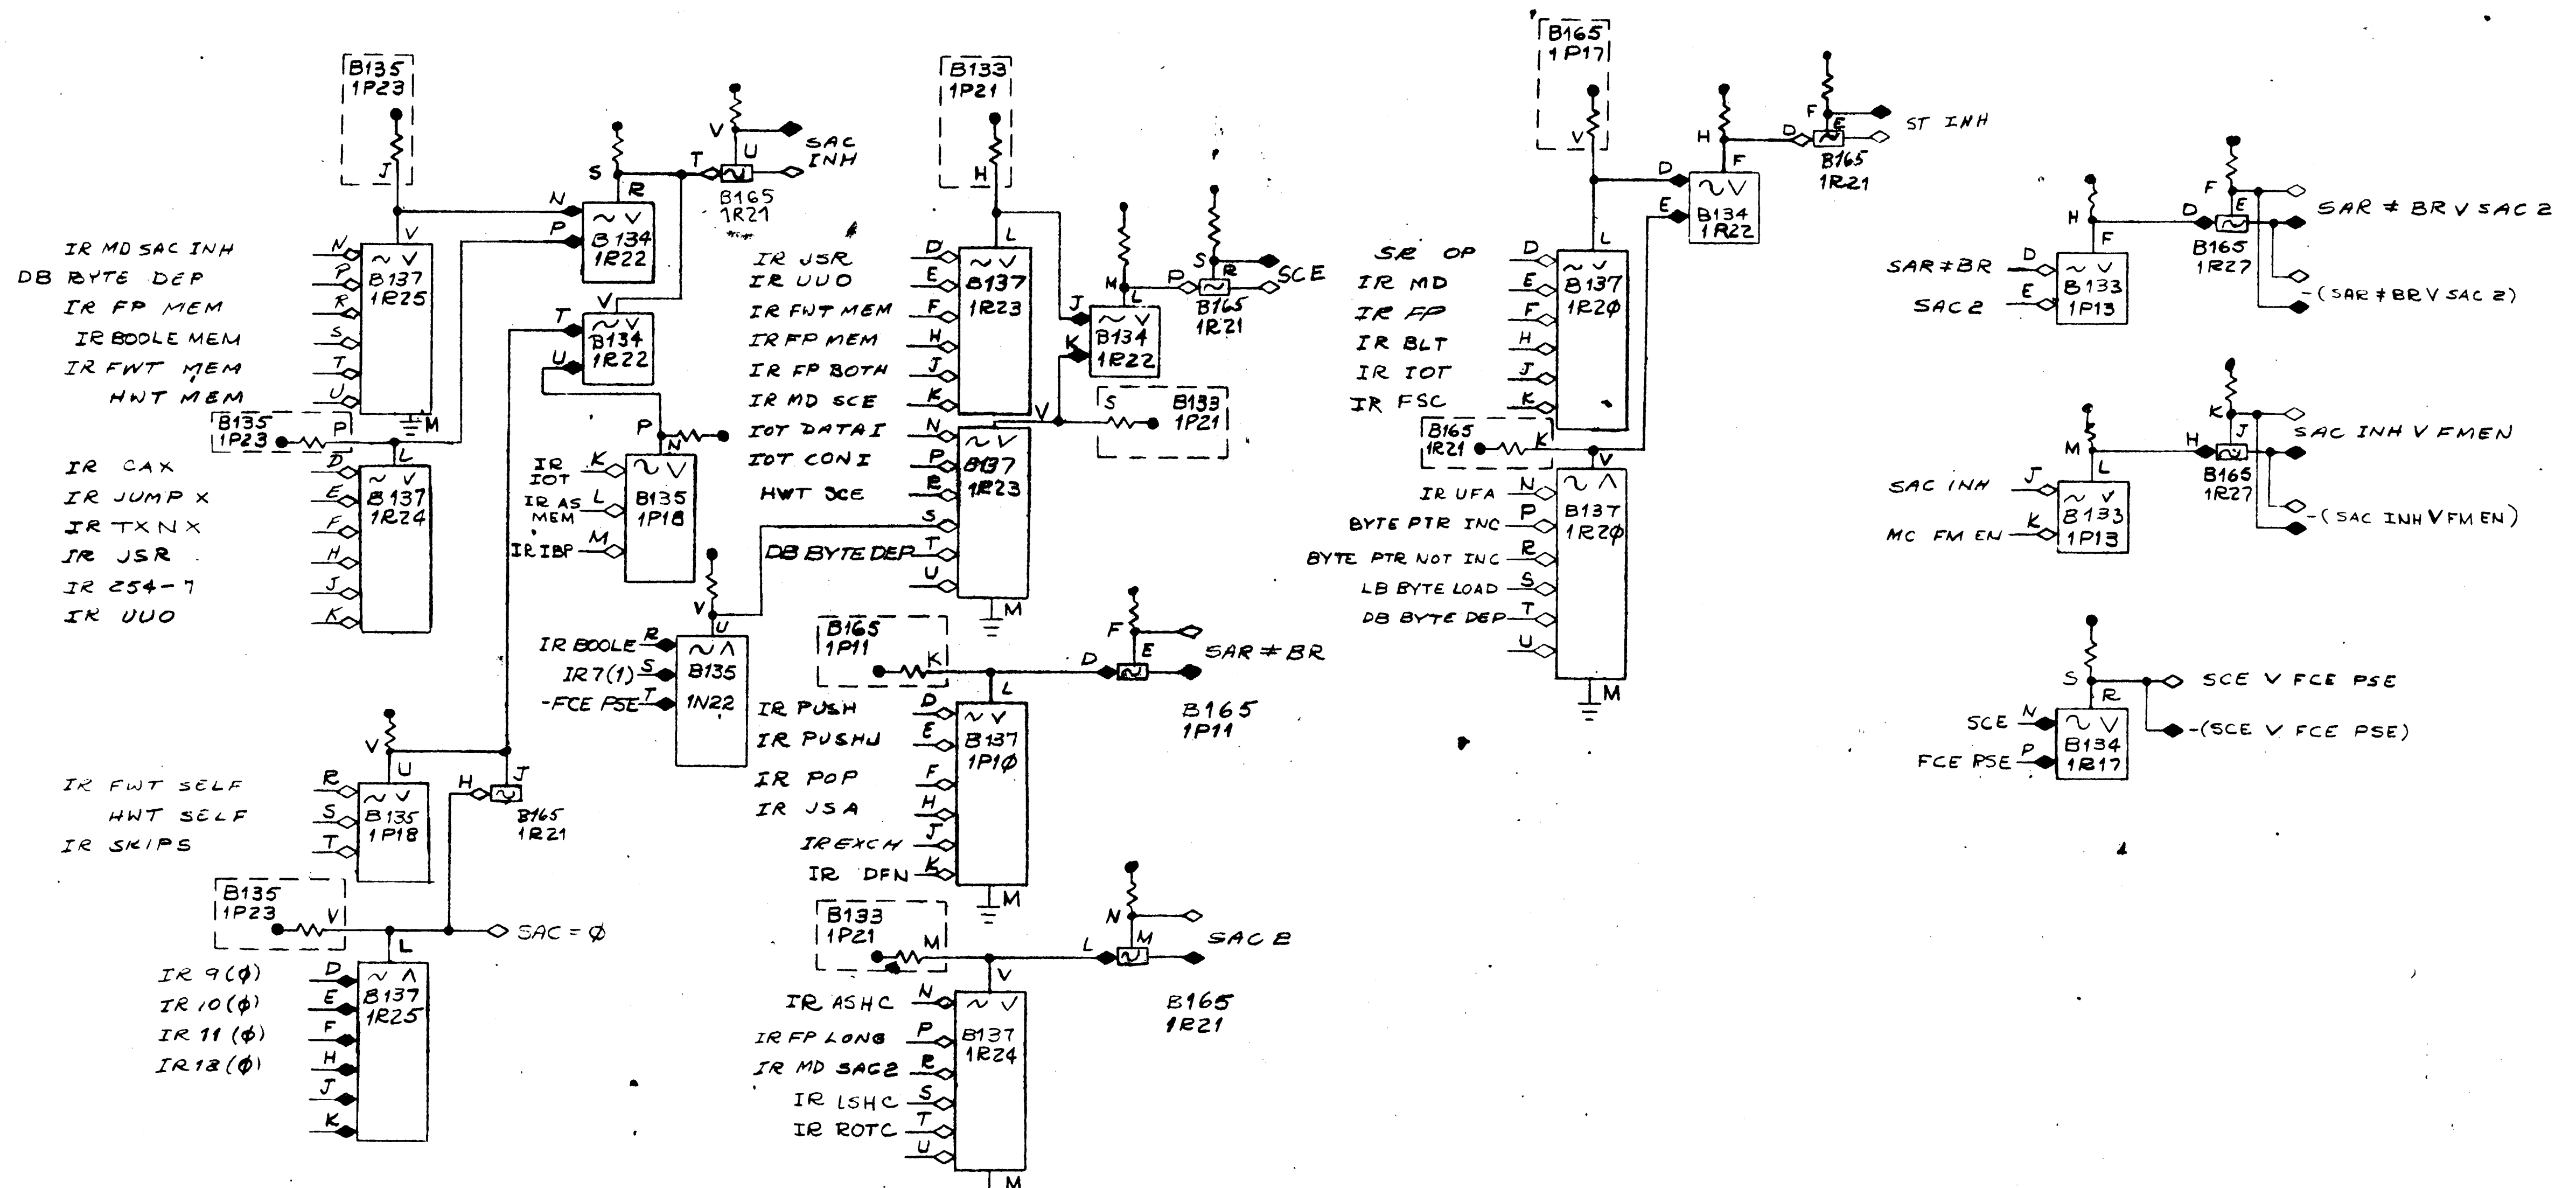 B135
1P23
J
V
N
IR MD SAC INH
P
DB BYTE DEP
R
IR FP MEM
S
IR BOOLE MEM
T
IR FWT MEM
U
HWT MEM
~ V
B137
1R25
M
B135
1P23
P
L
D
IR CAX
E
IR JUMP X
F
IR TXNX
H
IR JSR
J
IR 254-7
K
IR UUO
~ V
B137
1R24
V
U
R
IR FWT SELF
S
HWT SELF
T
IR SKIPS
~ V
B135
1P18
H
J
B165
1R21
B135
1P23
V
L
SAC = Ø
IR 9(Ø) D
IR 10(Ø) E
IR 11(Ø) F
IR 13(Ø) H
J
K
~ Λ
B137
1R25
S
R
N
P
~ V
B134
1R22
T
V
U
SAC
INH
B165
1R21
V
T
U
~ V
B134
1R22
P
N
IR
IOT
K
IR AS
MEM
L
IR IBP
M
~ V
B135
1P18
V
U
IR BOOLE R
IR7(1) S
-FCE PSE T
~ Λ
B135
1N22
B133
1P21
H
L
IR JSR D
IR UUO E
IR FWT MEM F
IR FP MEM H
IR FP BOTH J
IR MD SCE K
~ V
B137
1R23
V
IOT DATAI N
IOT CONI P
HWT SCE R
S
DB BYTE DEP T
U
~ V
B137
1R23
M
S
B133
1P21
M
L
J
K
~ V
B134
1R22
P
S
R
SCE
B165
1R21
B165
1P11
K
L
D
F
E
SAR ≠ BR
B165
1P11
IR PUSH D
IR PUSHJ E
IR POP F
IR JSA H
IR EXCH J
IR DFN K
~ V
B137
1P1Ø
M
B133
1P21
M
V
L
N
M
SAC 2
B165
1R21
IR ASHC N
IR FP LONG P
IR MD SAC2 R
IR LSHC S
IR ROTC T
U
~ V
B137
1R24
M
B165
1P17
V
L
SR OP D
IR MD E
IR FP F
IR BLT H
IR IOT J
IR FSC K
~ V
B137
1R2Ø
B165
1R21
K
V
IR UFA N
BYTE PTR INC P
BYTE PTR NOT INC R
LB BYTE LOAD S
DB BYTE DEP T
U
~ Λ
B137
1R2Ø
M
H
F
D
E
~ V
B134
1R22
D
F
E
ST INH
B165
1R21
H
F
SAR ≠ BR D
SAC 2 E
~ V
B133
1P13
D
F
E
B165
1R27
SAR ≠ BR V SAC 2
-(SAR ≠ BR V SAC 2)
M
L
SAC INH J
MC FM EN K
~ V
B133
1P13
H
K
J
B165
1R27
SAC INH V FMEN
-(SAC INH V FMEN)
S
R
SCE N
FCE PSE P
~ V
B134
1R17
SCE V FCE PSE
-(SCE V FCE PSE)